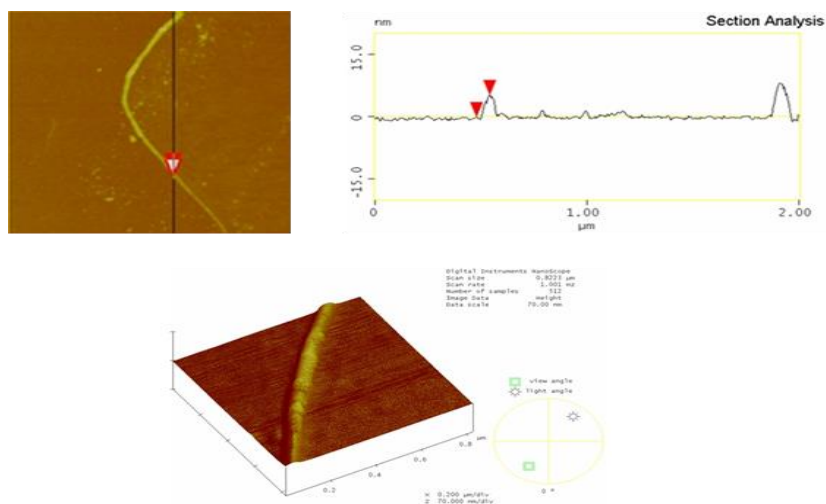 nm
Section Analysis
15.0
0
-15.0
0
1.00
2.00
µm
Digital Instruments NanoScope
Scan size 0.8223 µm
Scan rate 1.001 Hz
Number of samples 512
Image Data Height
Data scale 70.00 nm
view angle
light angle
µm
0.2
0.4
0.6
0.8
X 0.200 µm/div
Z 70.000 nm/div
0 °